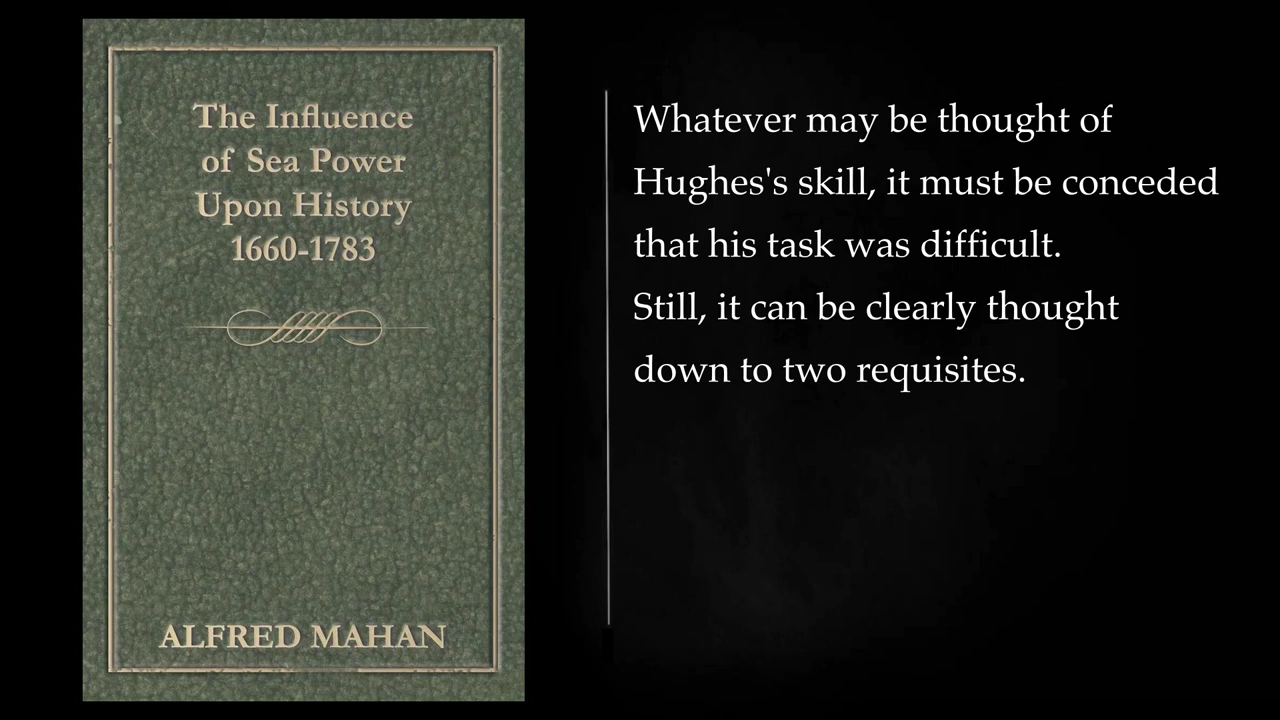 The Influence
of Sea Power
Upon History
1660-1783
ALFRED MAHAN
Whatever may be thought of
Hughes's skill, it must be conceded
that his task was difficult.
Still, it can be clearly thought
down to two requisites.